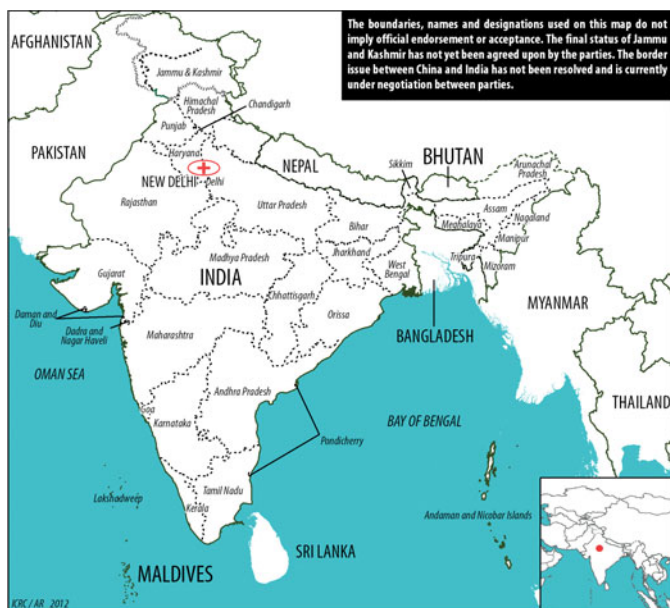 The boundaries, names and designations used on this map do not
imply official endorsement or acceptance. The final status of Jammu
and Kashmir has not yet been agreed upon by the parties. The border
issue between China and India has not been resolved and is currently
under negotiation between parties.
AFGHANISTAN
Jammu & Kashmir
Himachal
Pradesh
Chandigarh
Punjab
PAKISTAN
Haryana
NEPAL
BHUTAN
Sikkim
Arunachal
Pradesh
NEW DELHI
Delhi
Rajasthan
Uttar Pradesh
Assam
Nagaland
Meghalaya
Bihar
Manipur
Jharkhand
Tripura
Mizoram
Madhya Pradesh
West
Bengal
Gujarat
INDIA
Chhattisgarh
Orissa
MYANMAR
Daman and
Diu
Dadra and
Nagar Haveli
Maharashtra
BANGLADESH
OMAN SEA
Andhra Pradesh
THAILAND
Goa
Karnataka
BAY OF BENGAL
Pondicherry
Lakshadweep
Tamil Nadu
Kerala
Andaman and Nicobar Islands
SRI LANKA
MALDIVES
ICRC / AR 2012